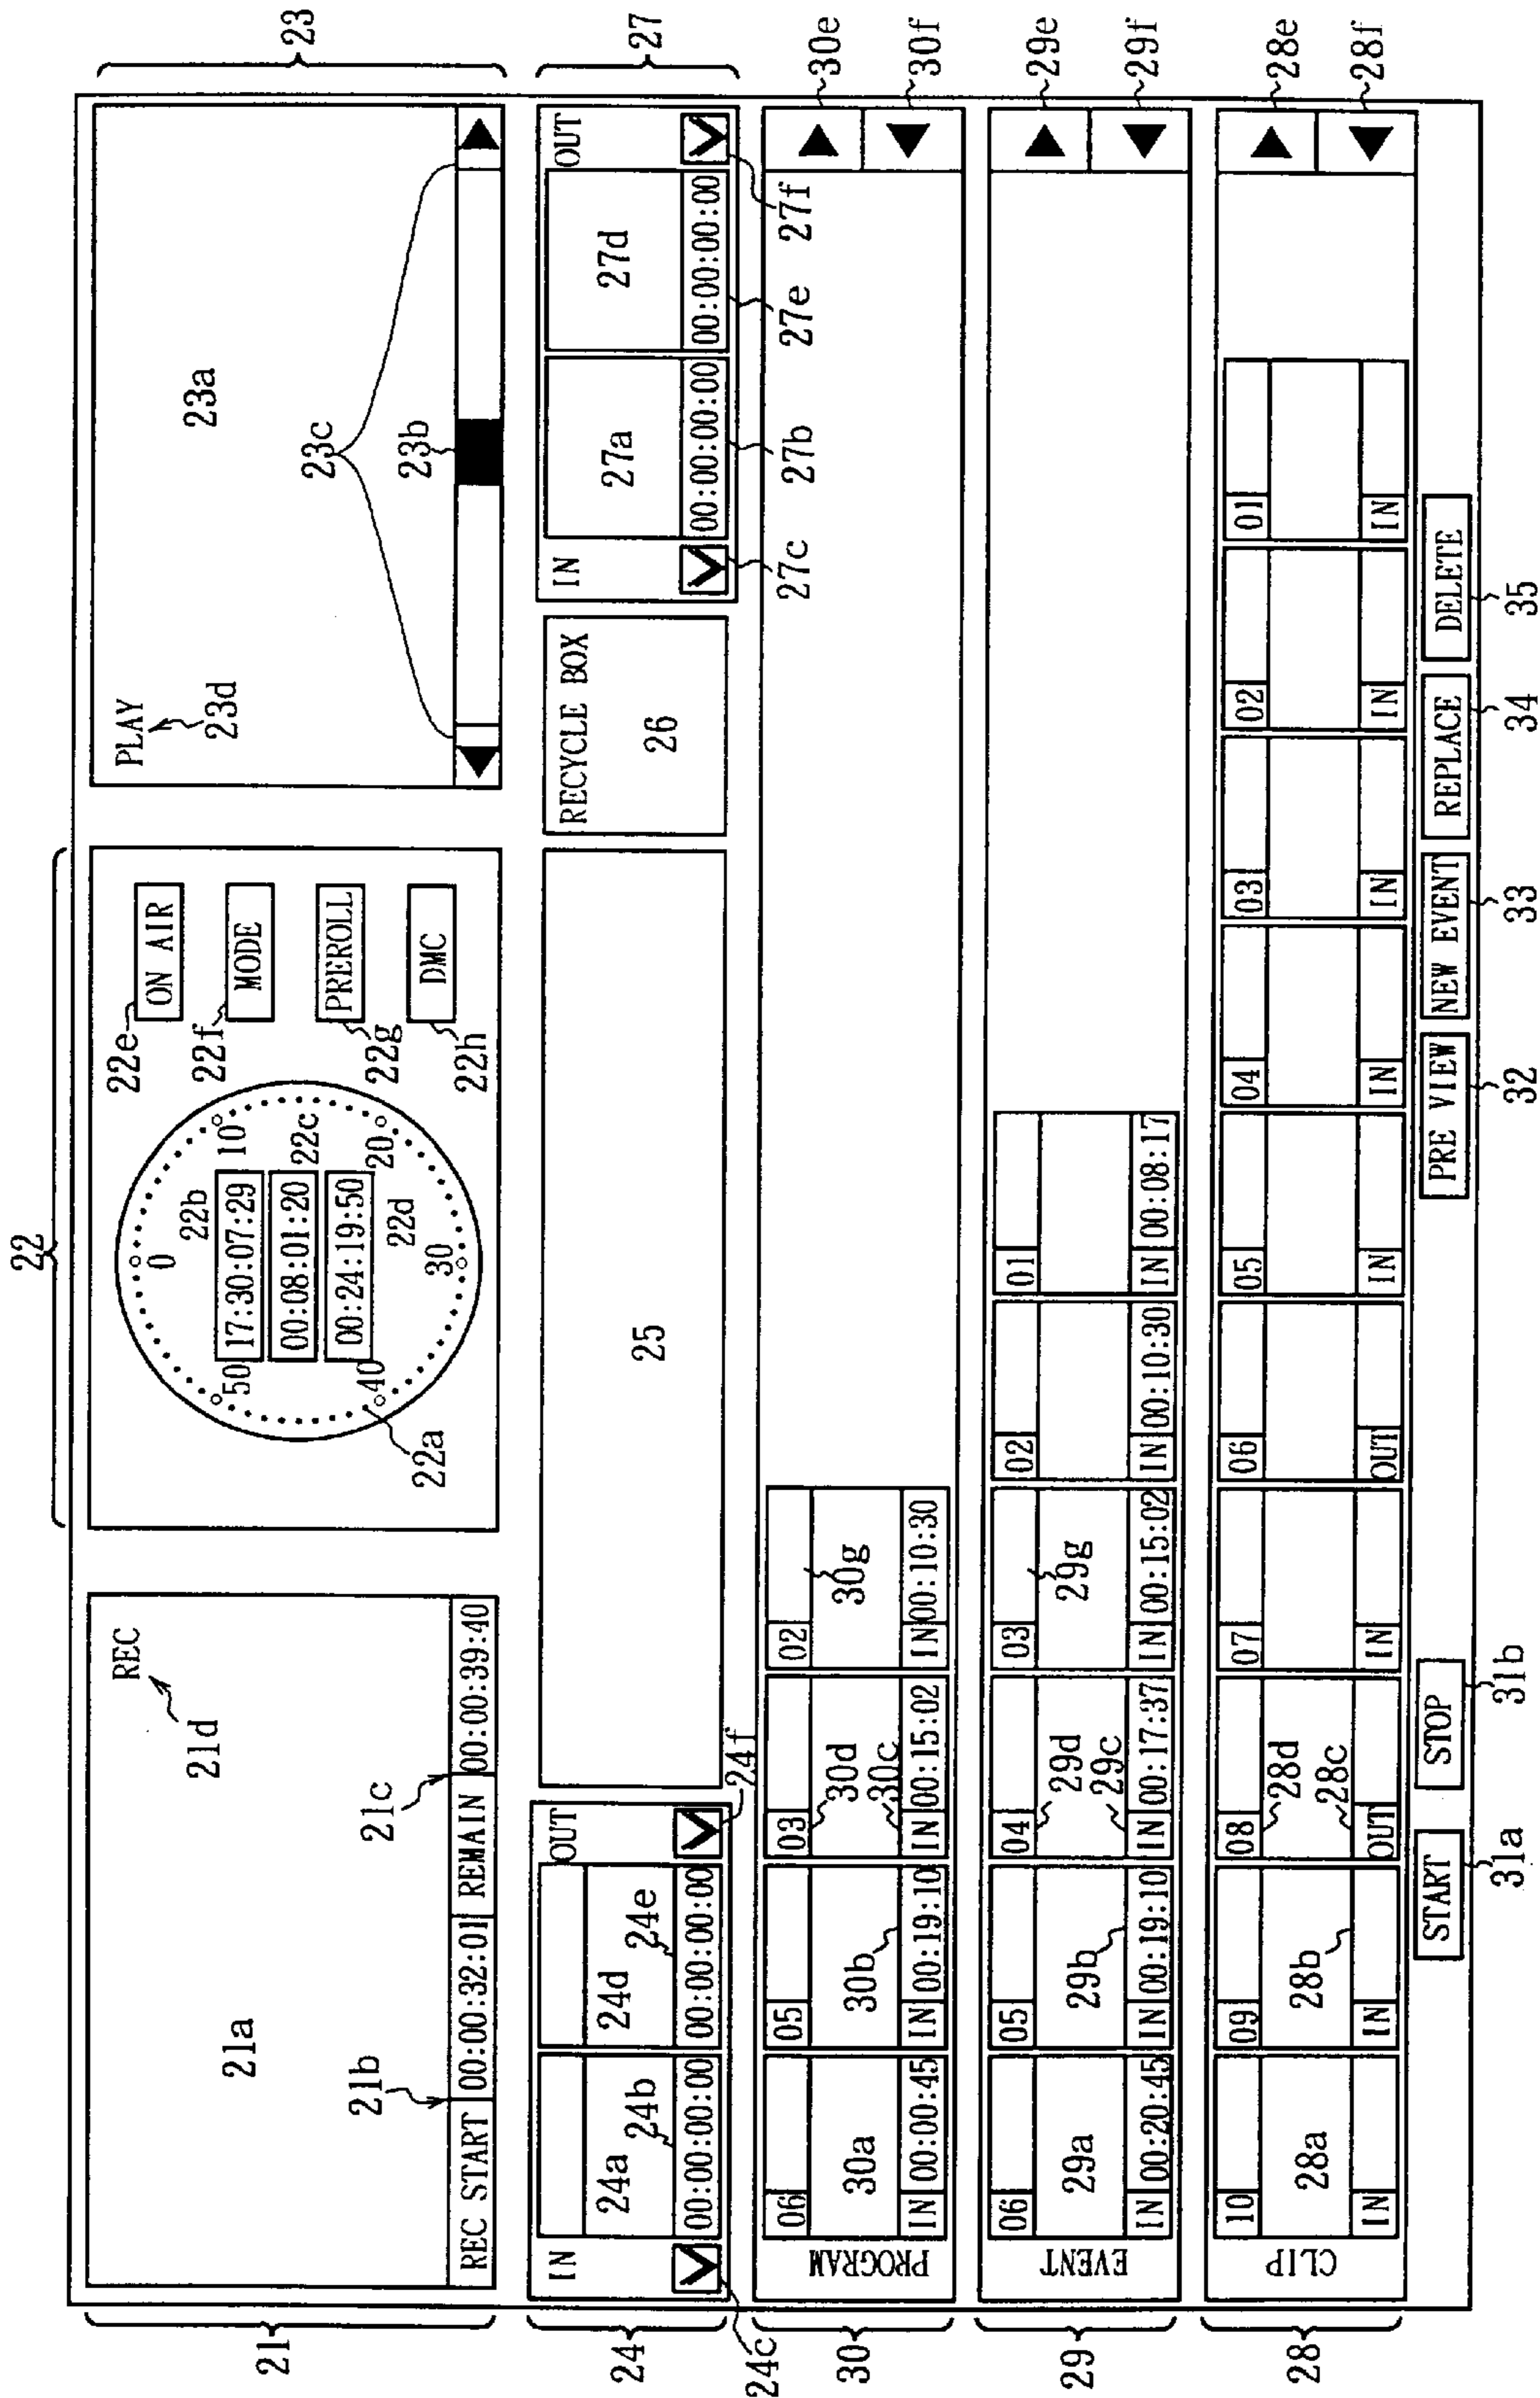 22
21
21a
REC
21d
21b
21c
REC START 00:00:32:01 REMAIN 00:00:39:40
22a
0
10
20
30
40
50
22b
17:30:07:29
22c
00:08:01:20
00:24:19:50
22d
22e
ON AIR
22f
MODE
22g
PREROLL
22h
DMC
23
PLAY
23d
23a
23c
23b
24
IN
OUT
24a
24b
24d
24e
00:00:00:00
00:00:00:00
24c
24f
25
RECYCLE BOX
26
27
IN
OUT
27a
27d
00:00:00:00
00:00:00:00
27c
27b
27e
27f
30
PROGRAM
06
05
03
02
30a
30b
30d
30c
30g
IN 00:00:45
IN 00:19:10
IN 00:15:02
IN 00:10:30
30e
30f
29
EVENT
06
05
04
03
02
01
29a
29b
29d
29c
29g
IN 00:20:45
IN 00:19:10
IN 00:17:37
IN 00:15:02
IN 00:10:30
IN 00:08:17
29e
29f
28
CLIP
10
09
08
07
06
05
04
03
02
01
28a
28b
28d
28c
IN
IN
OUT
IN
OUT
IN
IN
IN
IN
IN
28e
28f
START
STOP
PRE VIEW
NEW EVENT
REPLACE
DELETE
31a
31b
32
33
34
35